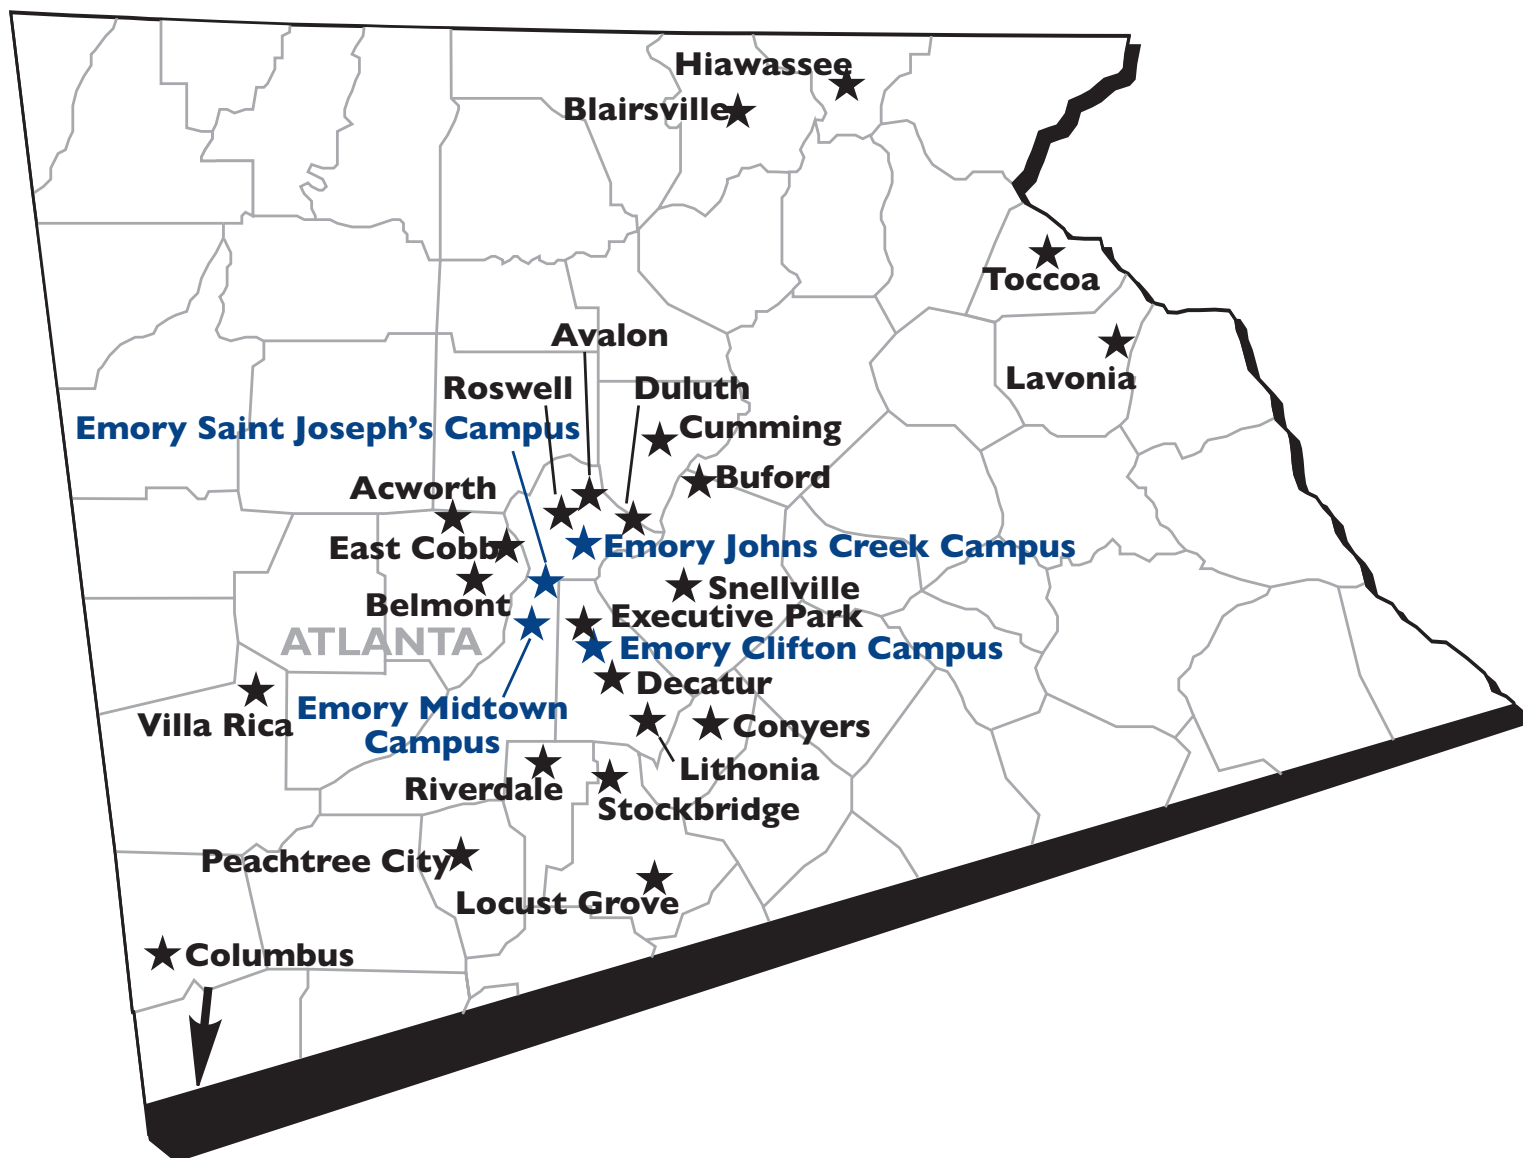 Hiawassee
Blairsville
Toccoa
Avalon
Lavonia
Roswell
Duluth
Emory Saint Joseph’s Campus
Cumming
Buford
Acworth
East Cobb
Emory Johns Creek Campus
Snellville
Belmont
Executive Park
ATLANTA
Emory Clifton Campus
Decatur
Emory Midtown
Campus
Villa Rica
Conyers
Lithonia
Riverdale
Stockbridge
Peachtree City
Locust Grove
Columbus